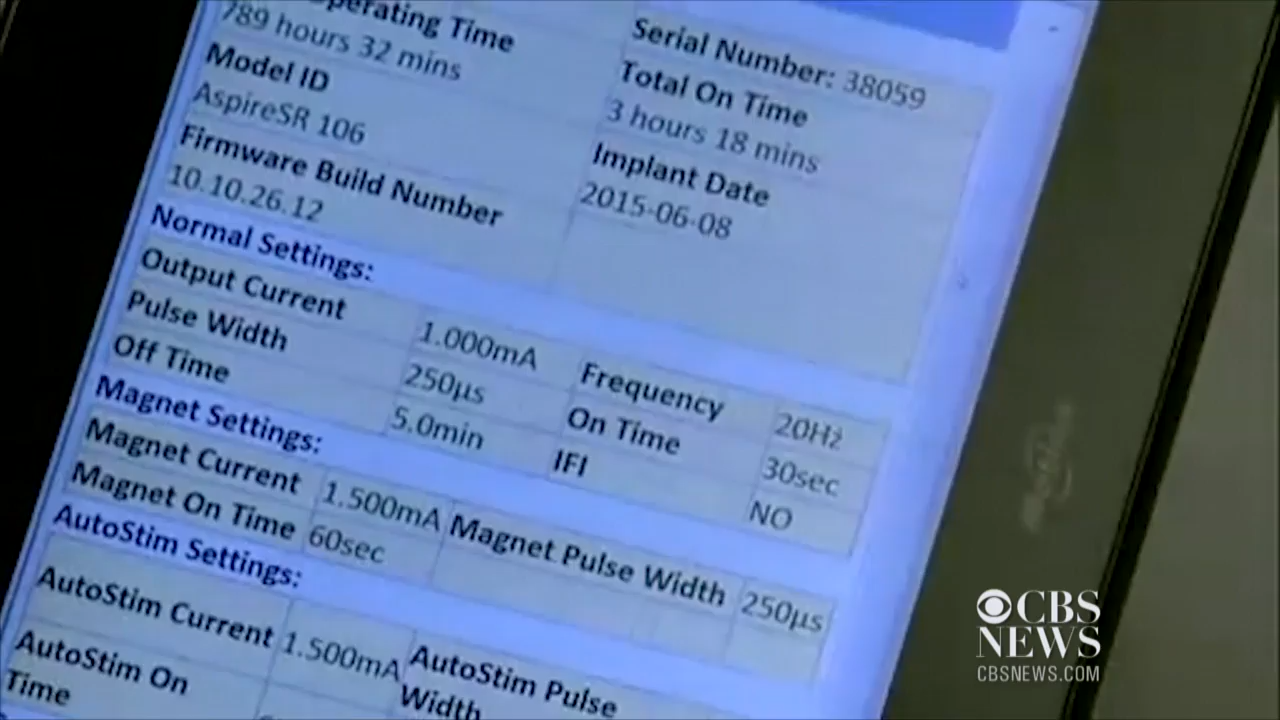 Operating Time
789 hours 32 mins
Model ID
AspireSR 106
Firmware Build Number
10.10.26.12
Serial Number: 38059
Total On Time
3 hours 18 mins
Implant Date
2015-06-08
Normal Settings:
Output Current 1.000mA Frequency 20Hz
Pulse Width 250µs On Time 30sec
Off Time 5.0min IFI NO
Magnet Settings:
Magnet Current 1.500mA Magnet Pulse Width 250µs
Magnet On Time 60sec
AutoStim Settings:
AutoStim Current 1.500mA AutoStim Pulse Width
AutoStim On
Time
CBS
NEWS
CBSNEWS.COM